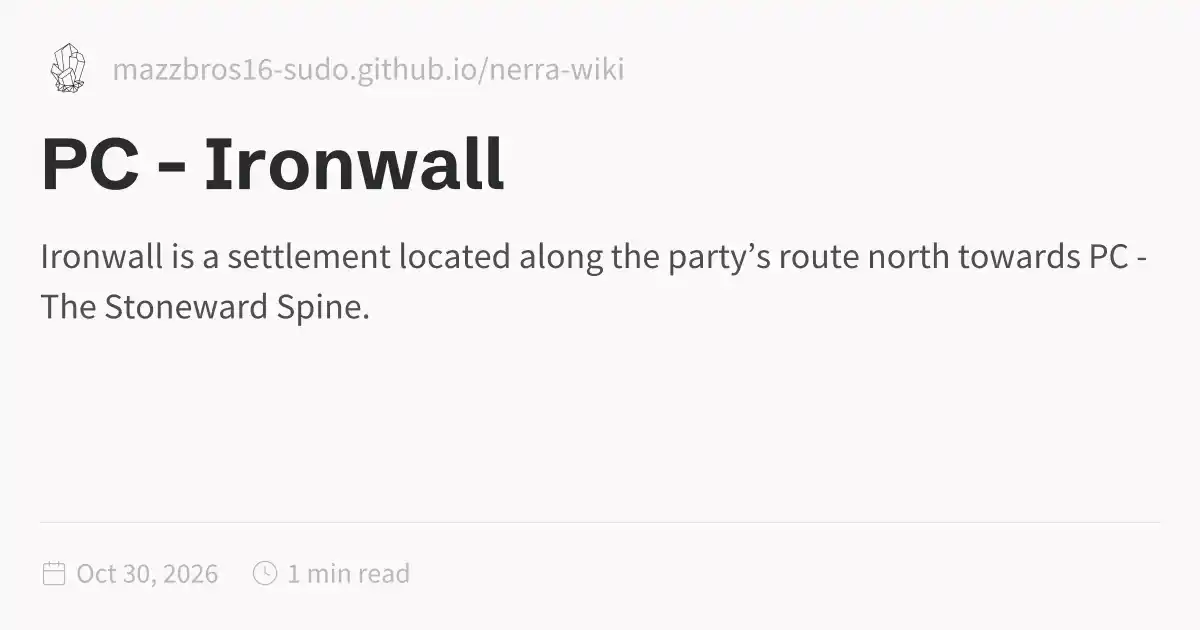 mazzbros16-sudo.github.io/nerra-wiki
PC - Ironwall
Ironwall is a settlement located along the party’s route north towards PC -
The Stoneward Spine.
Oct 30, 2026
1 min read